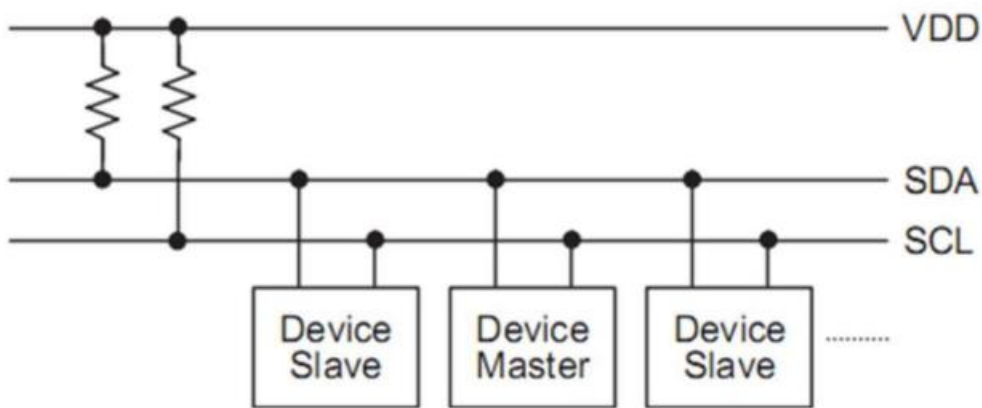 VDD
SDA
SCL
Device
Slave
Device
Master
Device
Slave